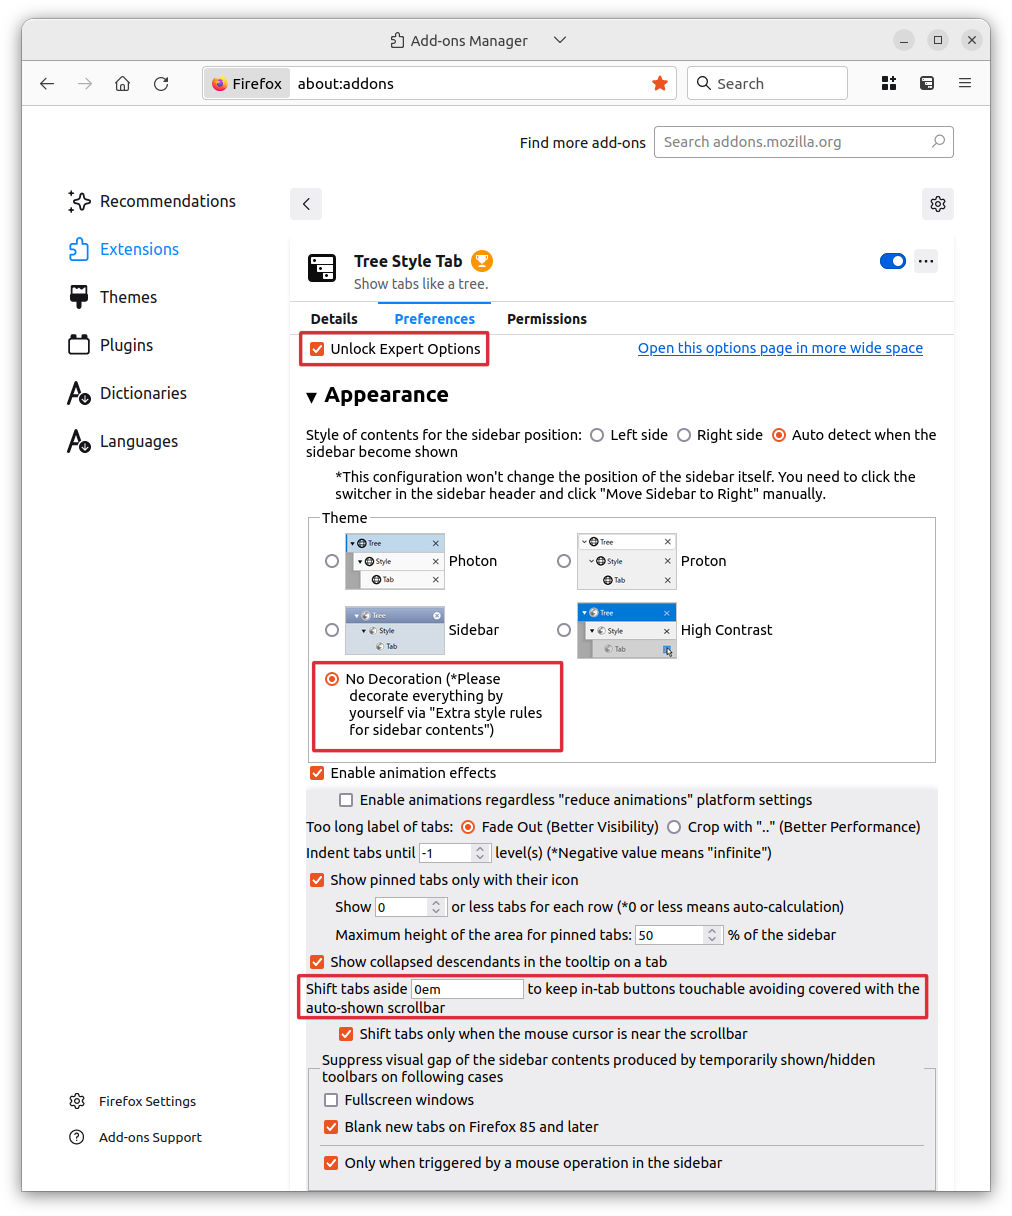 Add-ons Manager
Firefox about:addons
Search
Find more add-ons
Search addons.mozilla.org
Recommendations
Extensions
Themes
Plugins
Dictionaries
Languages
Firefox Settings
Add-ons Support
Tree Style Tab
Show tabs like a tree.
Details Preferences Permissions
Unlock Expert Options
Open this options page in more wide space
▼ Appearance
Style of contents for the sidebar position: Left side Right side Auto detect when the
sidebar become shown
*This configuration won't change the position of the sidebar itself. You need to click the
switcher in the sidebar header and click "Move Sidebar to Right" manually.
Theme
Tree
Style
Tab
Photon
Tree
Style
Tab
Proton
Tree
Style
Tab
Sidebar
Tree
Style
Tab
High Contrast
No Decoration (*Please
decorate everything by
yourself via "Extra style rules
for sidebar contents")
Enable animation effects
Enable animations regardless "reduce animations" platform settings
Too long label of tabs: Fade Out (Better Visibility) Crop with ".." (Better Performance)
Indent tabs until -1 level(s) (*Negative value means "infinite")
Show pinned tabs only with their icon
Show 0 or less tabs for each row (*0 or less means auto-calculation)
Maximum height of the area for pinned tabs: 50 % of the sidebar
Show collapsed descendants in the tooltip on a tab
Shift tabs aside 0em to keep in-tab buttons touchable avoiding covered with the
auto-shown scrollbar
Shift tabs only when the mouse cursor is near the scrollbar
Suppress visual gap of the sidebar contents produced by temporarily shown/hidden
toolbars on following cases
Fullscreen windows
Blank new tabs on Firefox 85 and later
Only when triggered by a mouse operation in the sidebar